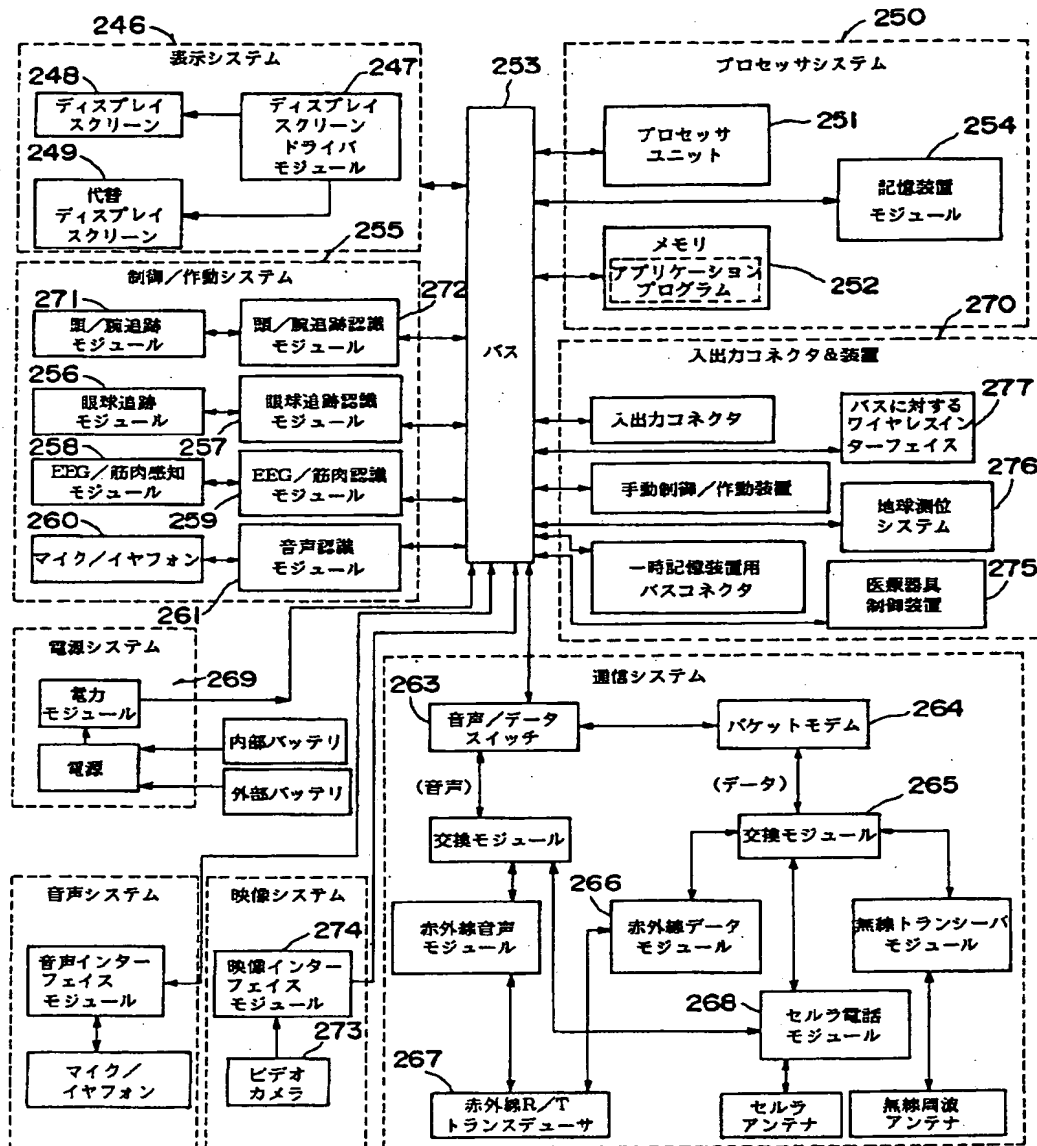 246
表示システム
248
ディスプレイ
スクリーン
247
ディスプレイ
スクリーン
ドライバ
モジュール
249
代替
ディスプレイ
スクリーン
253
バス
250
プロセッサシステム
251
プロセッサ
ユニット
254
記憶装置
モジュール
メモリ
アプリケーション
プログラム
252
255
制御/作動システム
271
頭/腕追跡
モジュール
272
頭/腕追跡認識
モジュール
256
眼球追跡
モジュール
257
眼球追跡認識
モジュール
258
EEG/筋肉感知
モジュール
259
EEG/筋肉認識
モジュール
260
マイク/イヤフォン
261
音声認識
モジュール
270
入出力コネクタ&装置
入出力コネクタ
277
バスに対する
ワイヤレスイン
ターフェイス
手動制御/作動装置
276
地球測位
システム
一時記憶装置用
バスコネクタ
275
医療器具
制御装置
電源システム
269
電力
モジュール
電源
内部バッテリ
外部バッテリ
通信システム
263
音声/データ
スイッチ
264
パケットモデム
(音声)
(データ)
265
交換モジュール
交換モジュール
赤外線音声
モジュール
266
赤外線データ
モジュール
無線トランシーバ
モジュール
268
セルラ電話
モジュール
267
赤外線R/T
トランスデューサ
セルラ
アンテナ
無線周波
アンテナ
音声システム
音声インター
フェイス
モジュール
マイク/
イヤフォン
映像システム
274
映像インター
フェイス
モジュール
273
ビデオ
カメラ